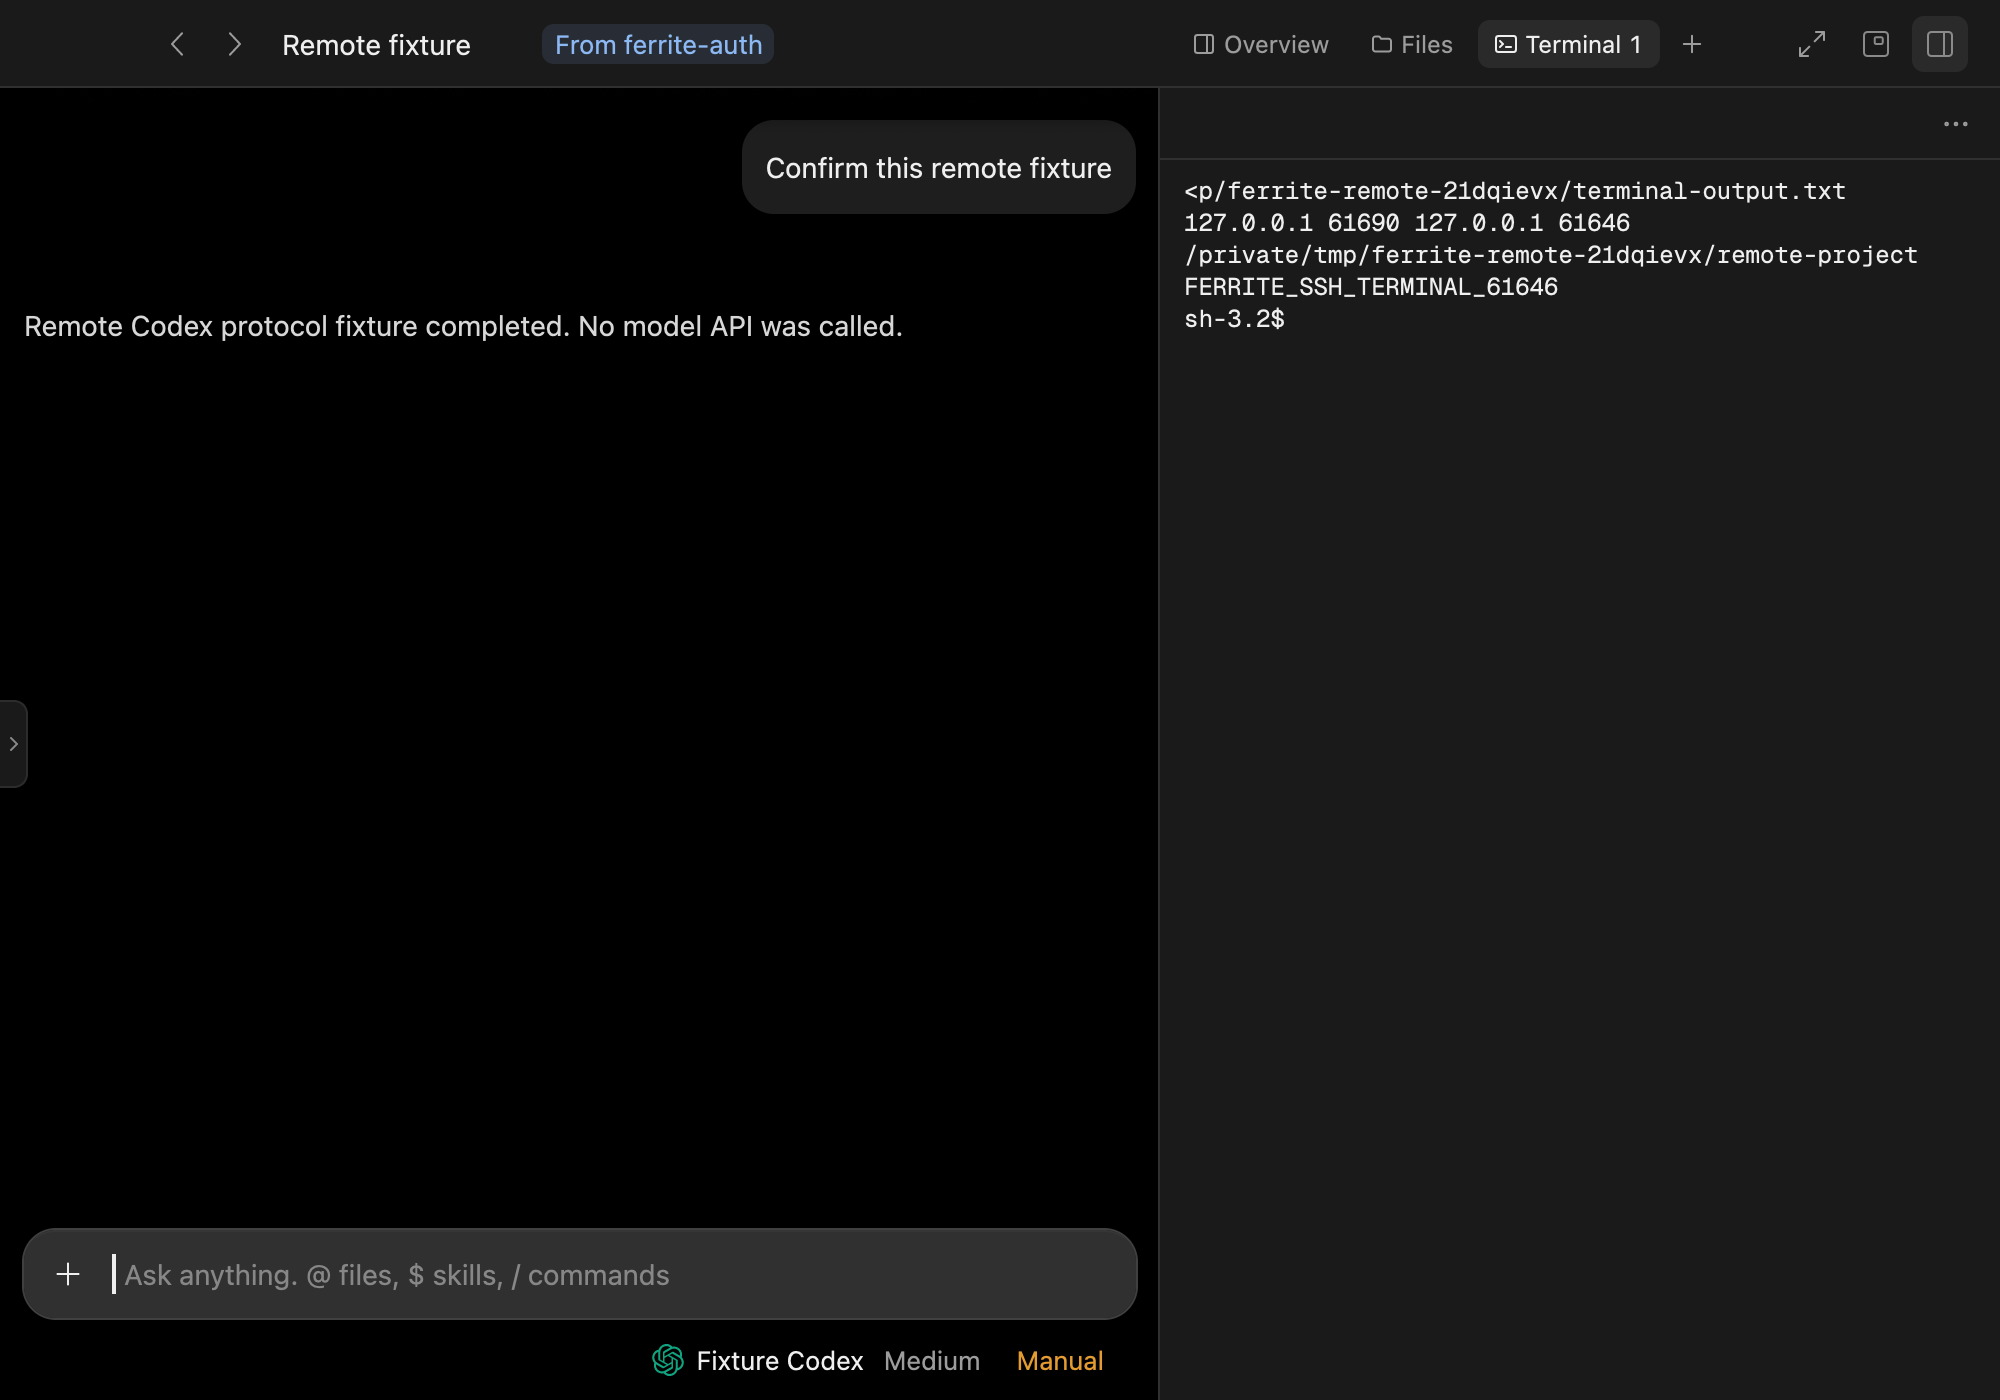 Remote fixture
From ferrite-auth
Overview
Files
Terminal 1
Confirm this remote fixture
Remote Codex protocol fixture completed. No model API was called.
<p/ferrite-remote-21dqievx/terminal-output.txt
127.0.0.1 61690 127.0.0.1 61646
/private/tmp/ferrite-remote-21dqievx/remote-project
FERRITE_SSH_TERMINAL_61646
sh-3.2$
Ask anything. @ files, $ skills, / commands
Fixture Codex Medium Manual